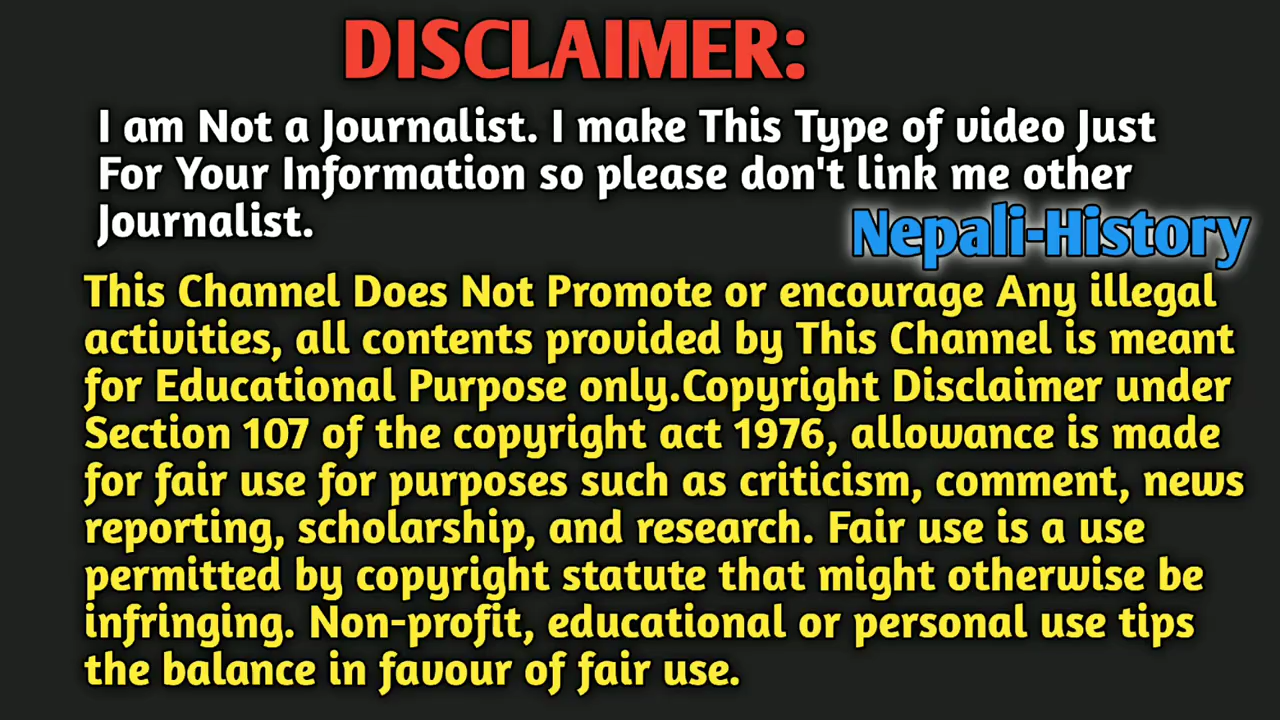 DISCLAIMER:
I am Not a Journalist. I make This Type of video Just
For Your Information so please don't link me other
Journalist.
Nepali-History
This Channel Does Not Promote or encourage Any illegal
activities, all contents provided by This Channel is meant
for Educational Purpose only.Copyright Disclaimer under
Section 107 of the copyright act 1976, allowance is made
for fair use for purposes such as criticism, comment, news
reporting, scholarship, and research. Fair use is a use
permitted by copyright statute that might otherwise be
infringing. Non-profit, educational or personal use tips
the balance in favour of fair use.